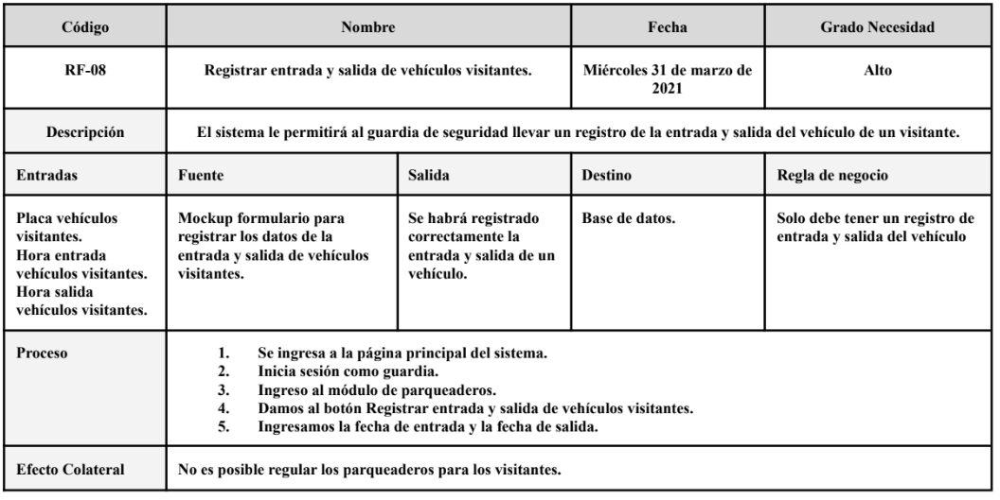 Código Nombre Fecha Grado Necesidad
RF-08 Registrar entrada y salida de vehículos visitantes. Miércoles 31 de marzo de 2021 Alto
Descripción El sistema le permitirá al guardia de seguridad llevar un registro de la entrada y salida del vehículo de un visitante.
Entradas Fuente Salida Destino Regla de negocio
Placa vehículos
visitantes.
Hora entrada
vehículos visitantes.
Hora salida
vehículos visitantes.
Mockup formulario para
registrar los datos de la
entrada y salida de vehículos
visitantes.
Se habrá registrado
correctamente la
entrada y salida de un
vehículo.
Base de datos.
Solo debe tener un registro de
entrada y salida del vehículo
Proceso
1. Se ingresa a la página principal del sistema.
2. Inicia sesión como guardia.
3. Ingreso al módulo de parqueaderos.
4. Damos al botón Registrar entrada y salida de vehículos visitantes.
5. Ingresamos la fecha de entrada y la fecha de salida.
Efecto Colateral No es posible regular los parqueaderos para los visitantes.